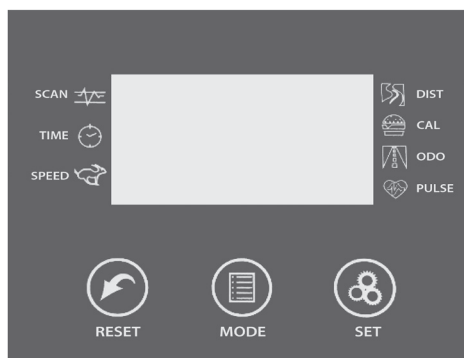 SCAN
TIME
SPEED
DIST
CAL
ODO
PULSE
RESET MODE SET